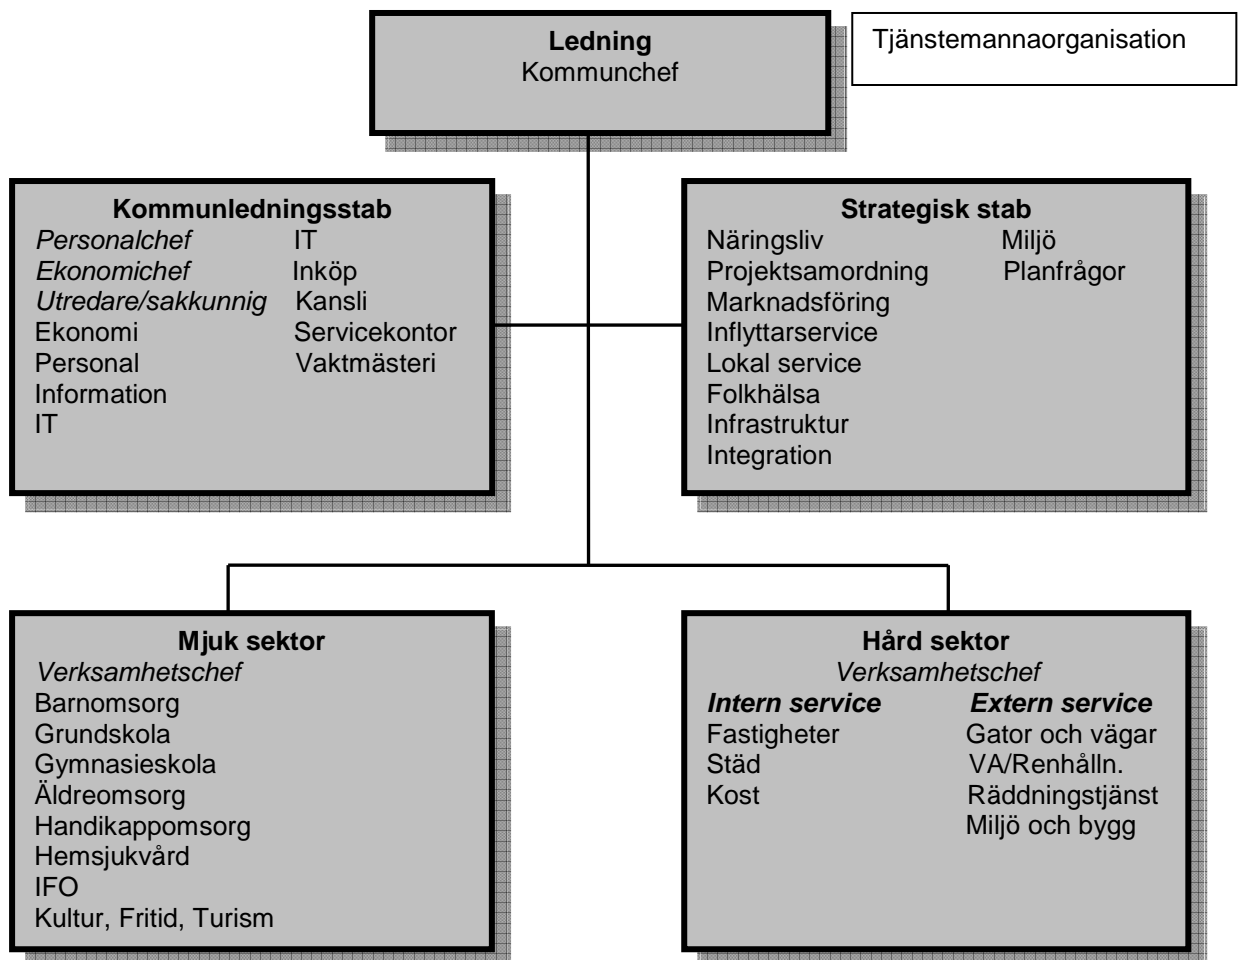 Ledning
Kommunchef
Tjänstemannaorganisation
Kommunledningsstab
Personalchef IT
Ekonomichef Inköp
Utredare/sakkunnig Kansli
Ekonomi Servicekontor
Personal Vaktmästeri
Information
IT
Strategisk stab
Näringsliv Miljö
Projektsamordning Planfrågor
Marknadsföring
Inflyttarservice
Lokal service
Folkhälsa
Infrastruktur
Integration
Mjuk sektor
Verksamhetschef
Barnomsorg
Grundskola
Gymnasieskola
Äldreomsorg
Handikappomsorg
Hemsjukvård
IFO
Kultur, Fritid, Turism
Hård sektor
Verksamhetschef
Intern service Extern service
Fastigheter Gator och vägar
Städ VA/Renhålln.
Kost Räddningstjänst
Miljö och bygg